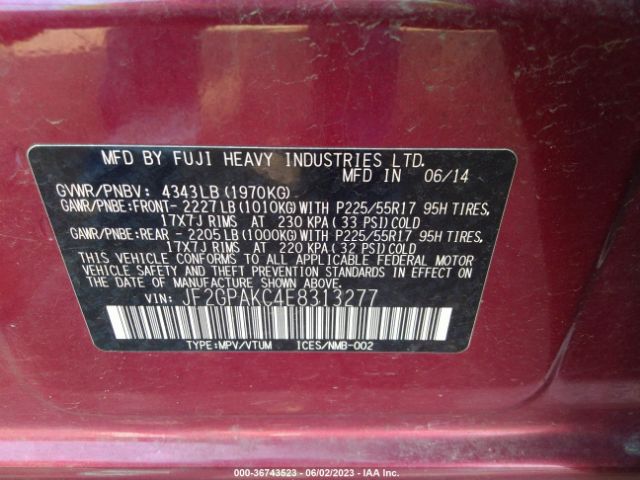 MFD BY FUJI HEAVY INDUSTRIES LTD.
MFD IN 06/14
GVWR/PNBV: 4343LB(1970KG)
GAWR/PNBE:FRONT- 2227LB(1010KG)WITH P225/55R17 95H TIRES,
17X7J RIMS AT 230 KPA(33 PSI)COLD
GAWR/PNBE:REAR - 2205LB(1000KG)WITH P225/55R17 95H TIRES,
17X7J RIMS AT 220 KPA(32 PSI)COLD
THIS VEHICLE CONFORMS TO ALL APPLICABLE FEDERAL MOTOR
VEHICLE SAFETY, BUMPER, AND THEFT PREVENTION STANDARDS IN EFFECT
ON THE DATE OF MANUFACTURE SHOWN ABOVE.
VIN: JF2GPAKC4E8313277
TYPE:MPV/VTUM ICES/NMB-002
000-36743523 - 06/02/2023 - IAA Inc.